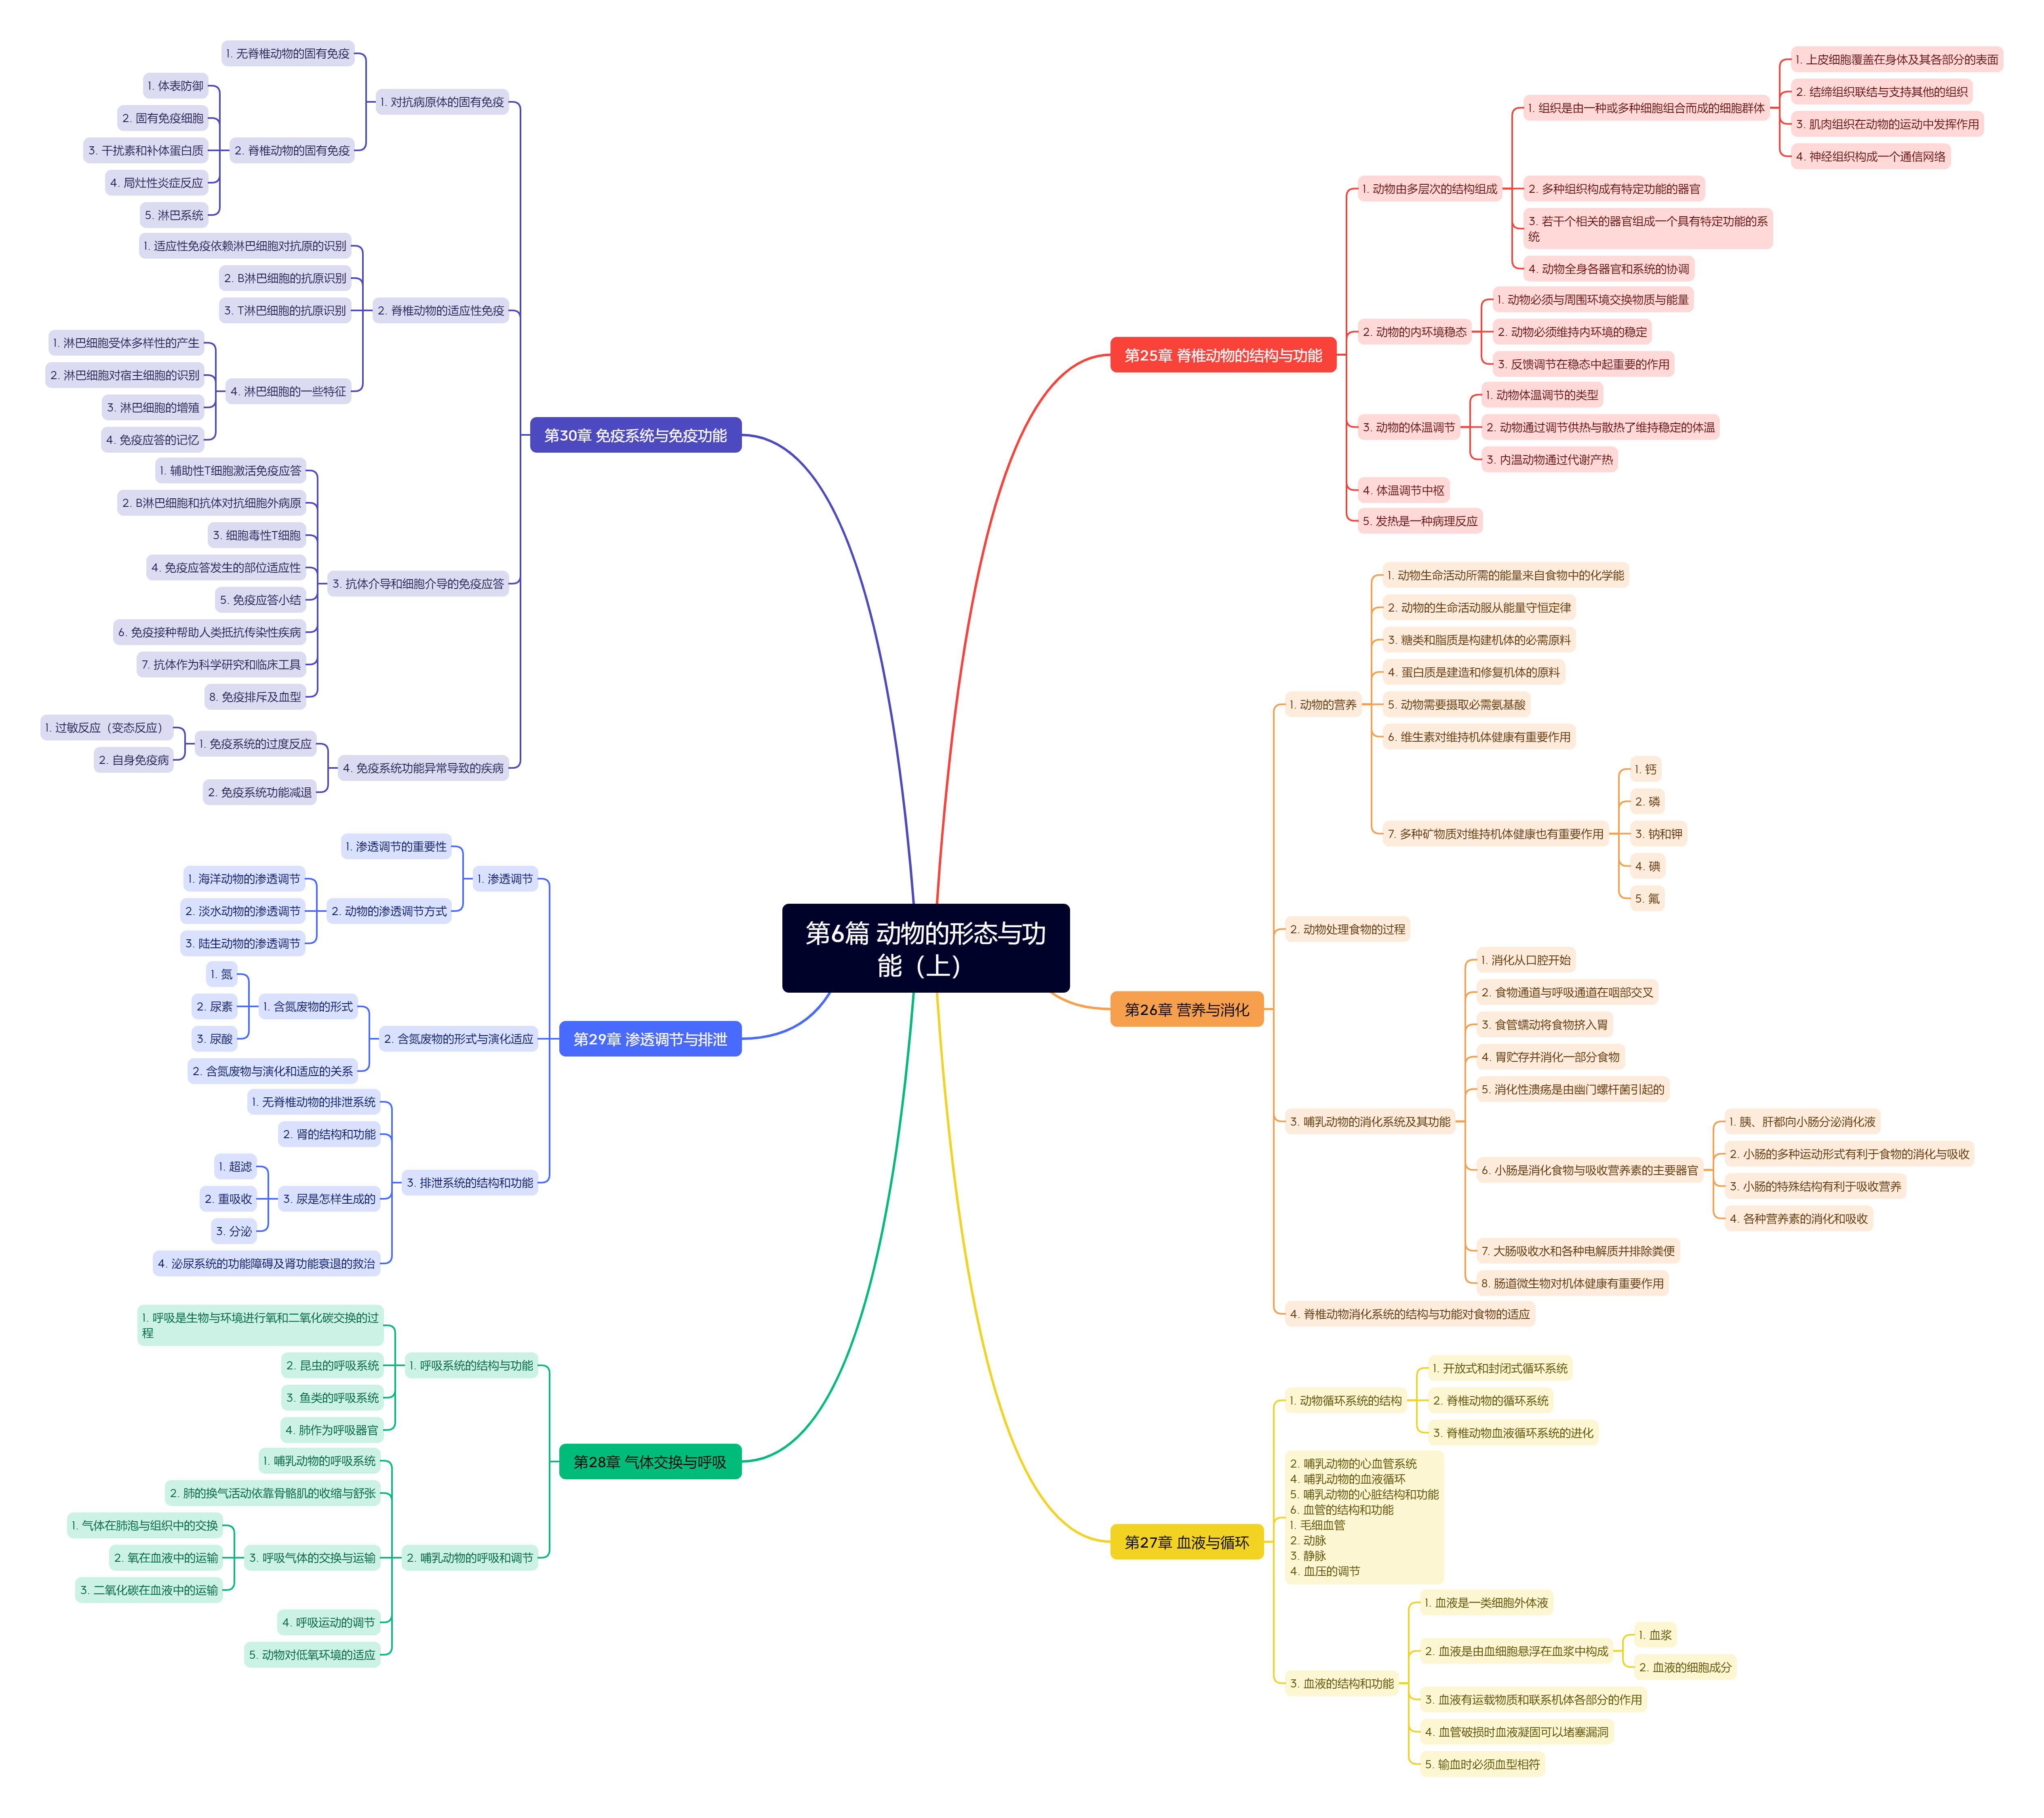 第6篇 动物的形态与功
能（上）
第25章 脊椎动物的结构与功能
1. 动物由多层次的结构组成
1. 组织是由一种或多种细胞组合而成的细胞群体
1. 上皮细胞覆盖在身体及其各部分的表面
2. 结缔组织联结与支持其他的组织
3. 肌肉组织在动物的运动中发挥作用
4. 神经组织构成一个通信网络
2. 多种组织构成有特定功能的器官
3. 若干个相关的器官组成一个具有特定功能的系
统
4. 动物全身各器官和系统的协调
2. 动物的内环境稳态
1. 动物必须与周围环境交换物质与能量
2. 动物必须维持内环境的稳定
3. 反馈调节在稳态中起重要的作用
3. 动物的体温调节
1. 动物体温调节的类型
2. 动物通过调节供热与散热了维持稳定的体温
3. 内温动物通过代谢产热
4. 体温调节中枢
5. 发热是一种病理反应
第26章 营养与消化
1. 动物的营养
1. 动物生命活动所需的能量来自食物中的化学能
2. 动物的生命活动服从能量守恒定律
3. 糖类和脂质是构建机体的必需原料
4. 蛋白质是建造和修复机体的原料
5. 动物需要摄取必需氨基酸
6. 维生素对维持机体健康有重要作用
7. 多种矿物质对维持机体健康也有重要作用
1. 钙
2. 磷
3. 钠和钾
4. 碘
5. 氟
2. 动物处理食物的过程
3. 哺乳动物的消化系统及其功能
1. 消化从口腔开始
2. 食物通道与呼吸通道在咽部交叉
3. 食管蠕动将食物挤入胃
4. 胃贮存并消化一部分食物
5. 消化性溃疡是由幽门螺杆菌引起的
6. 小肠是消化食物与吸收营养素的主要器官
1. 胰、肝都向小肠分泌消化液
2. 小肠的多种运动形式有利于食物的消化与吸收
3. 小肠的特殊结构有利于吸收营养
4. 各种营养素的消化和吸收
7. 大肠吸收水和各种电解质并排除粪便
8. 肠道微生物对机体健康有重要作用
4. 脊椎动物消化系统的结构与功能对食物的适应
第27章 血液与循环
1. 动物循环系统的结构
1. 开放式和封闭式循环系统
2. 脊椎动物的循环系统
3. 脊椎动物血液循环系统的进化
2. 哺乳动物的心血管系统
4. 哺乳动物的血液循环
5. 哺乳动物的心脏结构和功能
6. 血管的结构和功能
1. 毛细血管
2. 动脉
3. 静脉
4. 血压的调节
3. 血液的结构和功能
1. 血液是一类细胞外体液
2. 血液是由血细胞悬浮在血浆中构成
1. 血浆
2. 血液的细胞成分
3. 血液有运载物质和联系机体各部分的作用
4. 血管破损时血液凝固可以堵塞漏洞
5. 输血时必须血型相符
第28章 气体交换与呼吸
1. 呼吸系统的结构与功能
1. 呼吸是生物与环境进行氧和二氧化碳交换的过
程
2. 昆虫的呼吸系统
3. 鱼类的呼吸系统
4. 肺作为呼吸器官
2. 哺乳动物的呼吸和调节
1. 哺乳动物的呼吸系统
2. 肺的换气活动依靠骨骼肌的收缩与舒张
3. 呼吸气体的交换与运输
1. 气体在肺泡与组织中的交换
2. 氧在血液中的运输
3. 二氧化碳在血液中的运输
4. 呼吸运动的调节
5. 动物对低氧环境的适应
第29章 渗透调节与排泄
1. 渗透调节
1. 渗透调节的重要性
2. 动物的渗透调节方式
1. 海洋动物的渗透调节
2. 淡水动物的渗透调节
3. 陆生动物的渗透调节
2. 含氮废物的形式与演化适应
1. 含氮废物的形式
1. 氮
2. 尿素
3. 尿酸
2. 含氮废物与演化和适应的关系
3. 排泄系统的结构和功能
1. 无脊椎动物的排泄系统
2. 肾的结构和功能
3. 尿是怎样生成的
1. 超滤
2. 重吸收
3. 分泌
4. 泌尿系统的功能障碍及肾功能衰退的救治
第30章 免疫系统与免疫功能
1. 对抗病原体的固有免疫
1. 无脊椎动物的固有免疫
2. 脊椎动物的固有免疫
1. 体表防御
2. 固有免疫细胞
3. 干扰素和补体蛋白质
4. 局灶性炎症反应
5. 淋巴系统
2. 脊椎动物的适应性免疫
1. 适应性免疫依赖淋巴细胞对抗原的识别
2. B淋巴细胞的抗原识别
3. T淋巴细胞的抗原识别
4. 淋巴细胞的一些特征
1. 淋巴细胞受体多样性的产生
2. 淋巴细胞对宿主细胞的识别
3. 淋巴细胞的增殖
4. 免疫应答的记忆
3. 抗体介导和细胞介导的免疫应答
1. 辅助性T细胞激活免疫应答
2. B淋巴细胞和抗体对抗细胞外病原
3. 细胞毒性T细胞
4. 免疫应答发生的部位适应性
5. 免疫应答小结
6. 免疫接种帮助人类抵抗传染性疾病
7. 抗体作为科学研究和临床工具
8. 免疫排斥及血型
4. 免疫系统功能异常导致的疾病
1. 免疫系统的过度反应
1. 过敏反应（变态反应）
2. 自身免疫病
2. 免疫系统功能减退